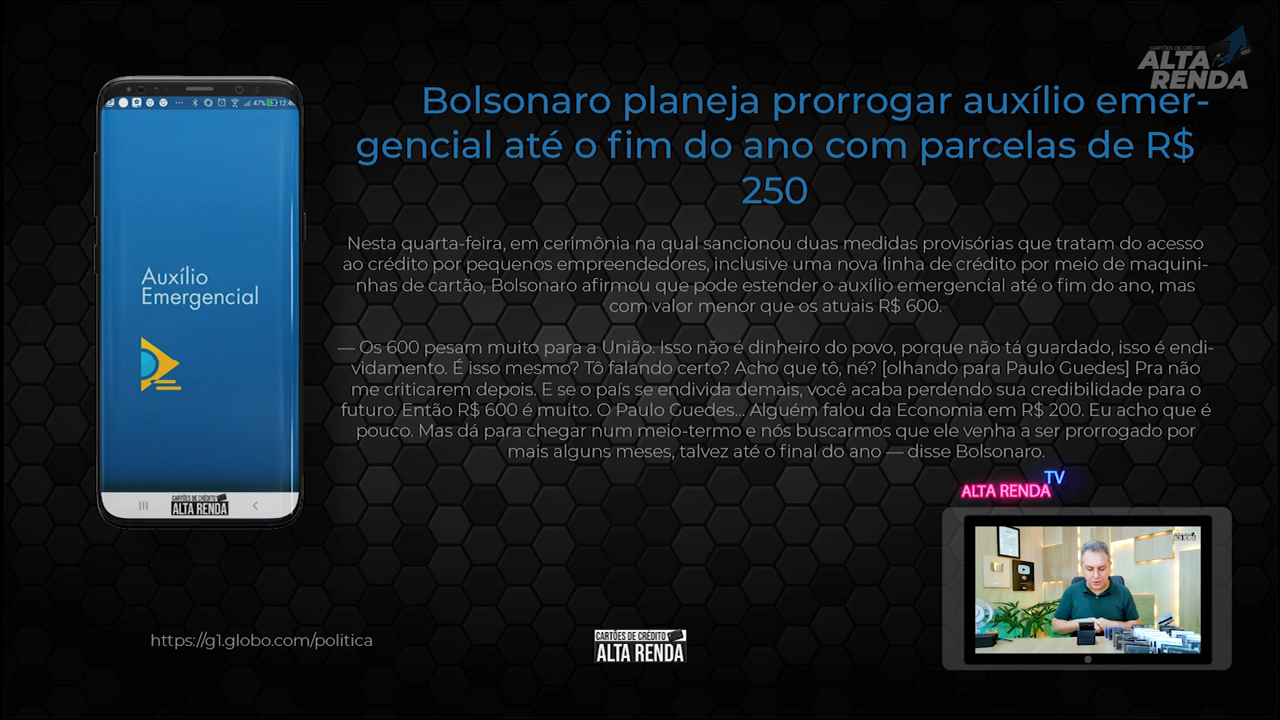 CARTÕES DE CRÉDITO
ALTA
RENDA
47% 12:4
Bolsonaro planeja prorrogar auxílio emer-
gencial até o fim do ano com parcelas de R$
250
Nesta quarta-feira, em cerimônia na qual sancionou duas medidas provisórias que tratam do acesso
ao crédito por pequenos empreendedores, inclusive uma nova linha de crédito por meio de maquini-
nhas de cartão, Bolsonaro afirmou que pode estender o auxílio emergencial até o fim do ano, mas
com valor menor que os atuais R$ 600.
— Os 600 pesam muito para a União. Isso não é dinheiro do povo, porque não tá guardado, isso é endi-
vidamento. É isso mesmo? Tô falando certo? Acho que tô, né? [olhando para Paulo Guedes] Pra não
me criticarem depois. E se o país se endivida demais, você acaba perdendo sua credibilidade para o
futuro. Então R$ 600 é muito. O Paulo Guedes... Alguém falou da Economia em R$ 200. Eu acho que é
pouco. Mas dá para chegar num meio-termo e nós buscarmos que ele venha a ser prorrogado por
mais alguns meses, talvez até o final do ano — disse Bolsonaro.
Auxílio
Emergencial
CARTÕES DE CRÉDITO
ALTA RENDA
ALTA RENDA TV
ALTA
RENDA
https://g1.globo.com/politica
CARTÕES DE CRÉDITO
ALTA RENDA